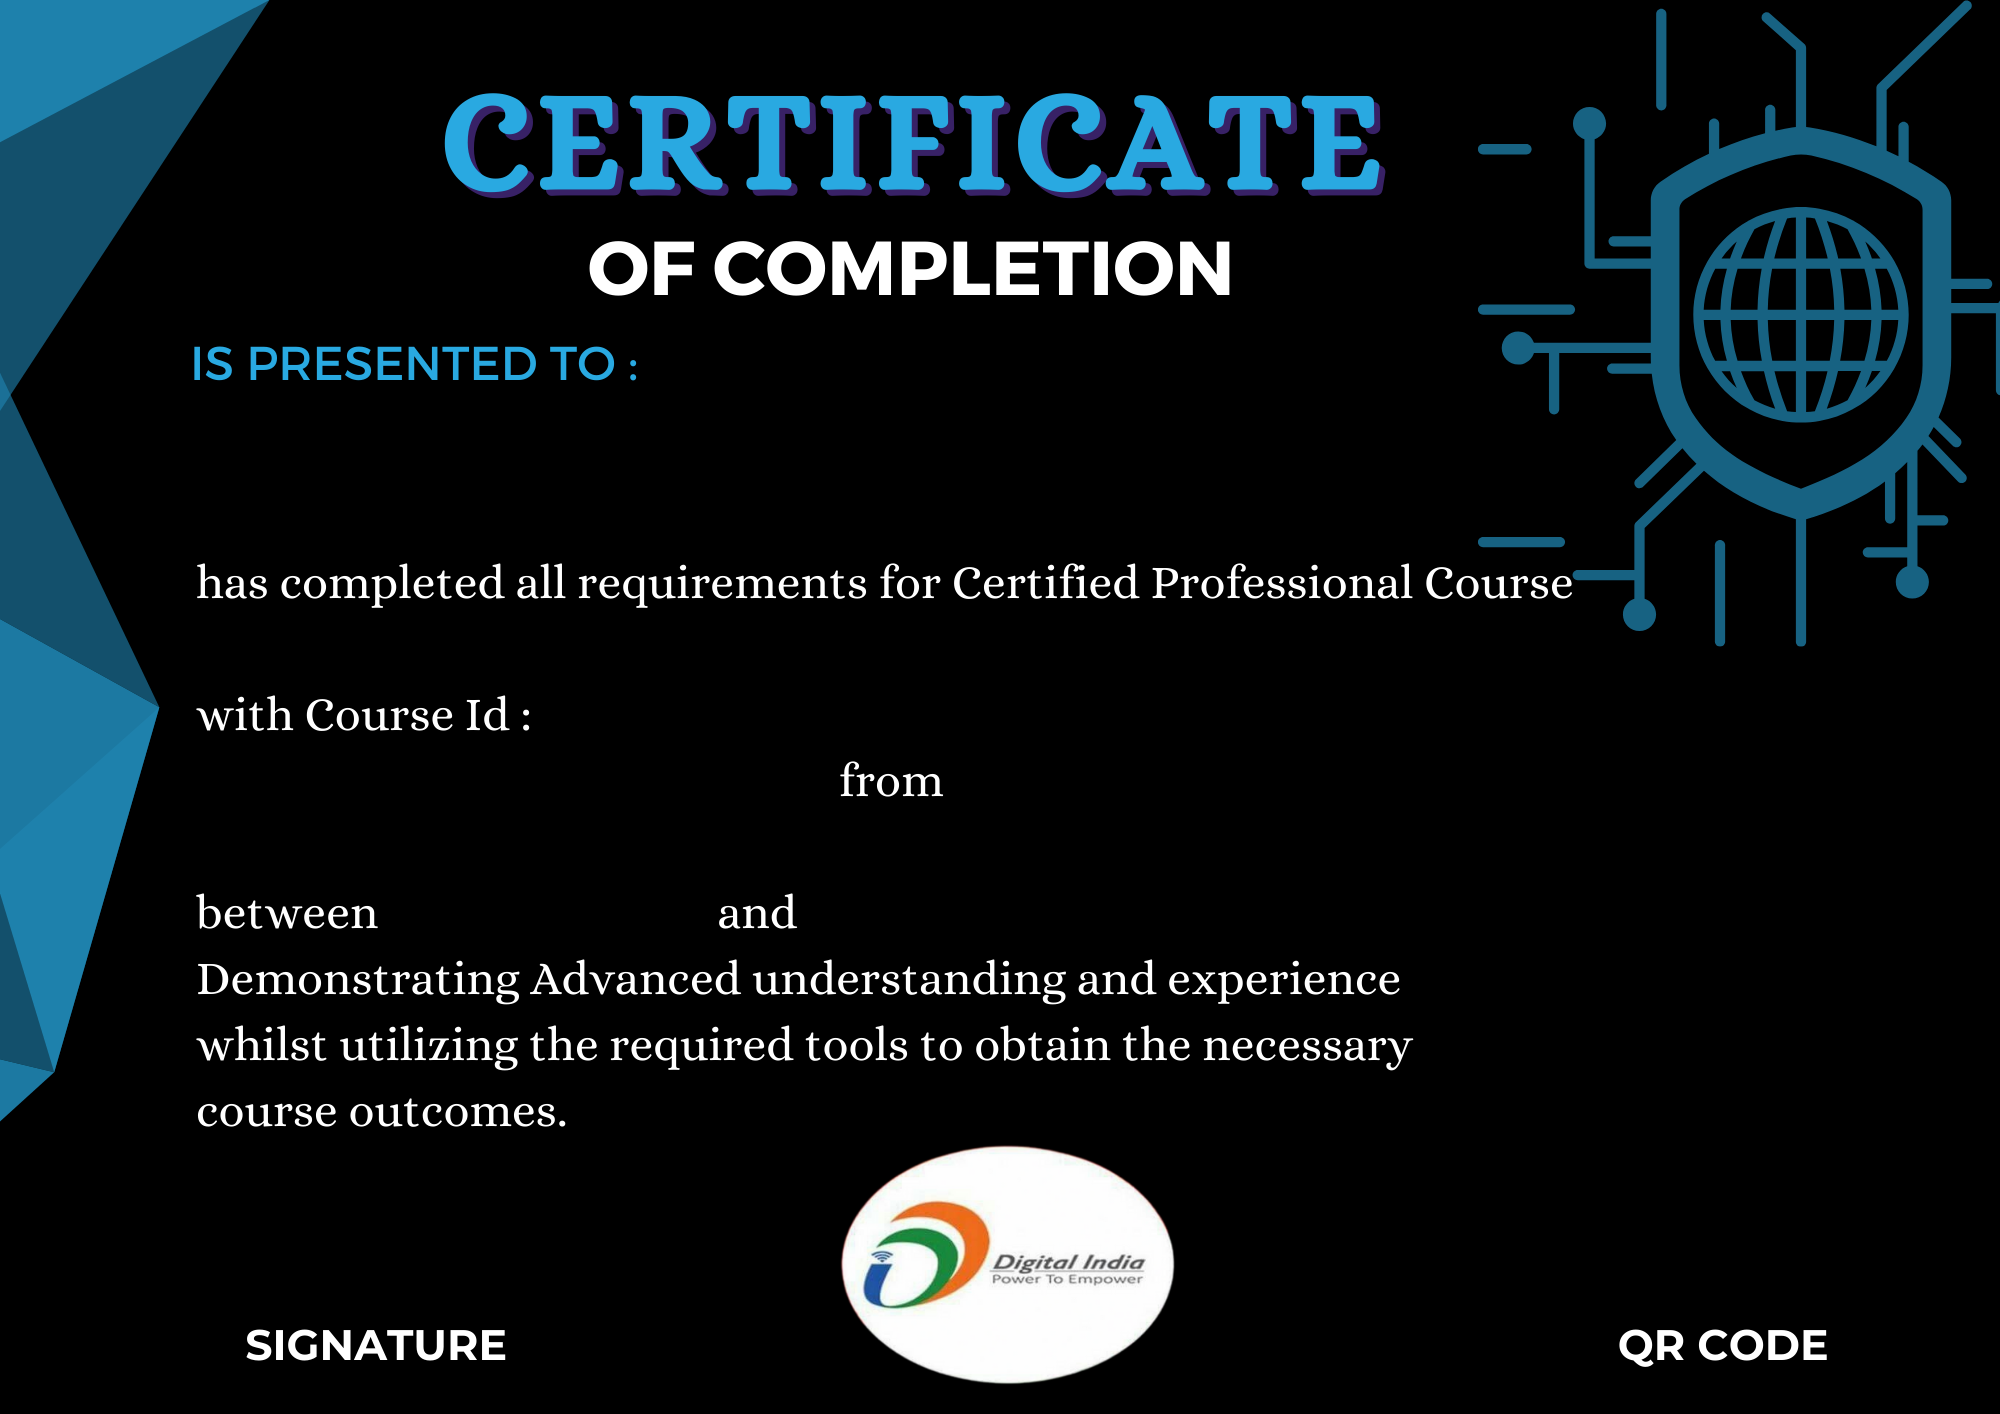 CERTIFICATE
OF COMPLETION
IS PRESENTED TO :
has completed all requirements for Certified Professional Course
with Course Id :
from
between and
Demonstrating Advanced understanding and experience
whilst utilizing the required tools to obtain the necessary
course outcomes.
Digital India
Power To Empower
SIGNATURE
QR CODE